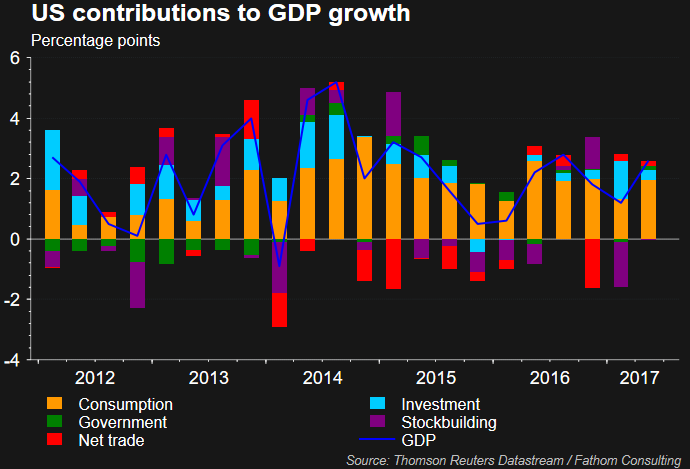 US contributions to GDP growth
Percentage points
6
4
2
0
-2
-4
2012 2013 2014 2015 2016 2017
Consumption Investment
Government Stockbuilding
Net trade GDP
Source: Thomson Reuters Datastream / Fathom Consulting